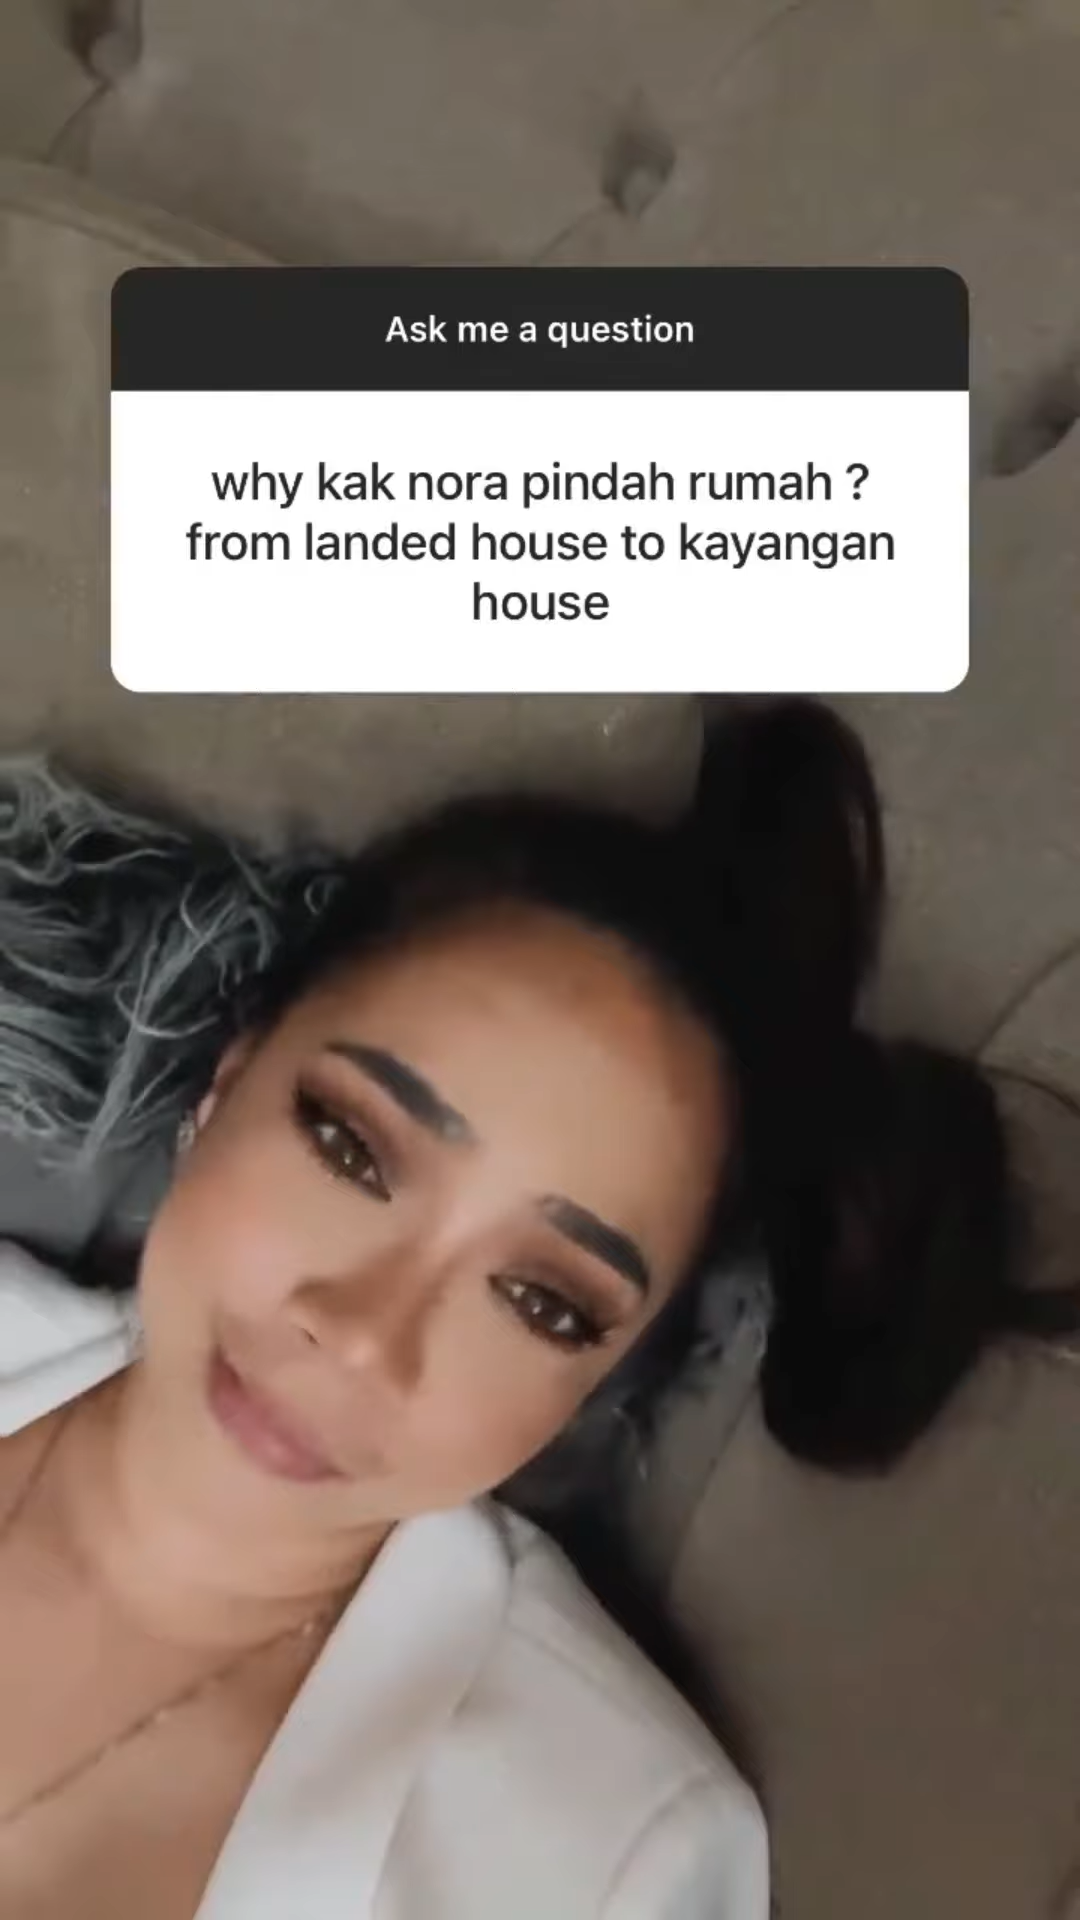 Ask me a question
why kak nora pindah rumah ?
from landed house to kayangan
house